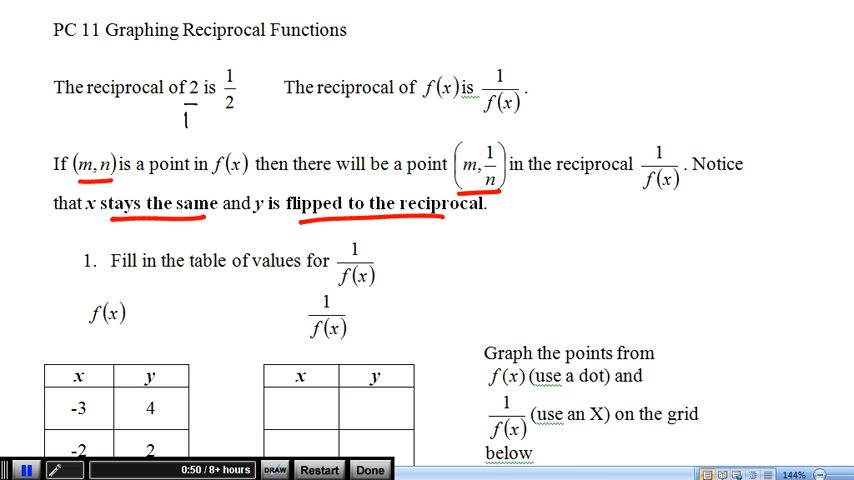 PC 11 Graphing Reciprocal Functions
The reciprocal of 2 is 1/2 The reciprocal of f(x) is 1/f(x).
1
If (m, n) is a point in f(x) then there will be a point (m, 1/n) in the reciprocal 1/f(x). Notice
that x stays the same and y is flipped to the reciprocal.
1. Fill in the table of values for 1/f(x)
f(x) 1/f(x)
x y x y
-3 4
-2 2
Graph the points from
f(x) (use a dot) and
1/f(x) (use an X) on the grid
below
0:50 / 8+ hours DRAW Restart Done 144%